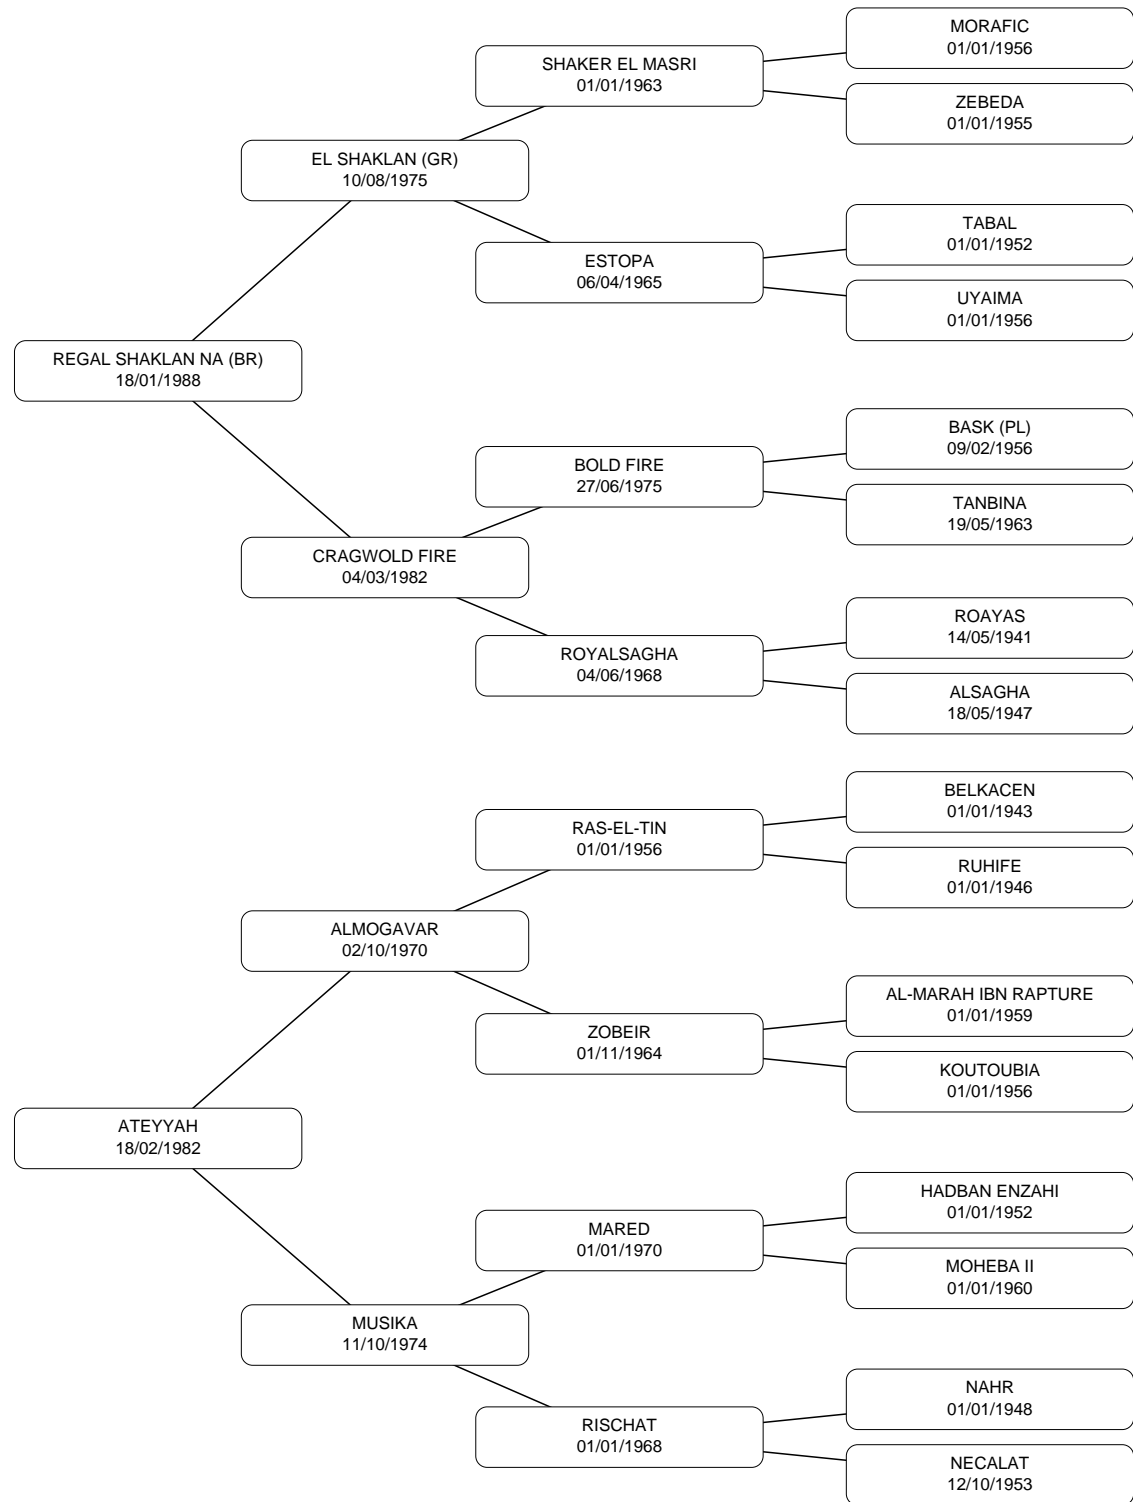 MORAFIC
01/01/1956
SHAKER EL MASRI
01/01/1963
ZEBEDA
01/01/1955
EL SHAKLAN (GR)
10/08/1975
TABAL
01/01/1952
ESTOPA
06/04/1965
UYAIMA
01/01/1956
REGAL SHAKLAN NA (BR)
18/01/1988
BASK (PL)
09/02/1956
BOLD FIRE
27/06/1975
TANBINA
19/05/1963
CRAGWOLD FIRE
04/03/1982
ROAYAS
14/05/1941
ROYALSAGHA
04/06/1968
ALSAGHA
18/05/1947
BELKACEN
01/01/1943
RAS-EL-TIN
01/01/1956
RUHIFE
01/01/1946
ALMOGAVAR
02/10/1970
AL-MARAH IBN RAPTURE
01/01/1959
ZOBEIR
01/11/1964
KOUTOUBIA
01/01/1956
ATEYYAH
18/02/1982
HADBAN ENZAHI
01/01/1952
MARED
01/01/1970
MOHEBA II
01/01/1960
MUSIKA
11/10/1974
NAHR
01/01/1948
RISCHAT
01/01/1968
NECALAT
12/10/1953